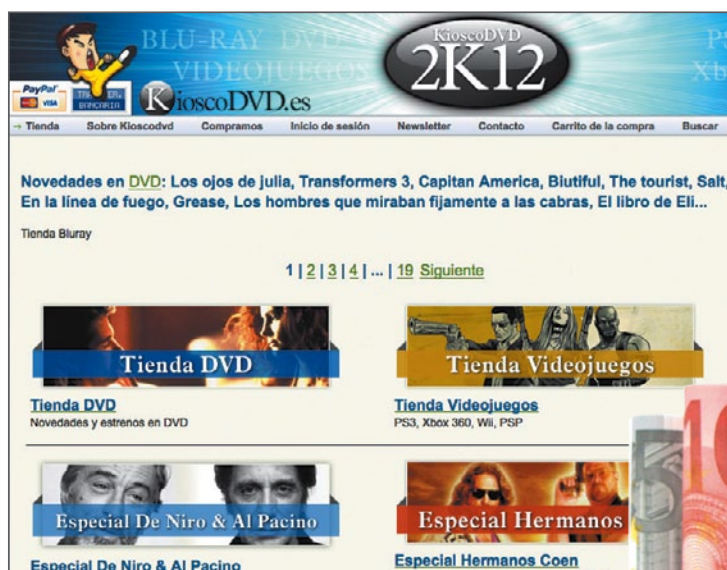 BLU-RAY DVD
VIDEOJUEGOS
KioscoDVD
2K12
PayPal
VISA
BANCARIA
KioscoDVD.es
→ Tienda Sobre Kioscodvd Compramos Inicio de sesión Newsletter Contacto Carrito de la compra Buscar
Novedades en DVD: Los ojos de julia, Transformers 3, Capitan America, Biutiful, The tourist, Salt,
En la línea de fuego, Grease, Los hombres que miraban fijamente a las cabras, El libro de Eli...
Tienda Bluray
1 | 2 | 3 | 4 | ... | 19 Siguiente
Tienda DVD
Tienda Videojuegos
Tienda DVD
Novedades y estrenos en DVD
Tienda Videojuegos
PS3, Xbox 360, Wii, PSP
5
10
Especial De Niro & Al Pacino
Especial Hermanos
Especial De Niro & Al Pacino
Especial Hermanos Coen